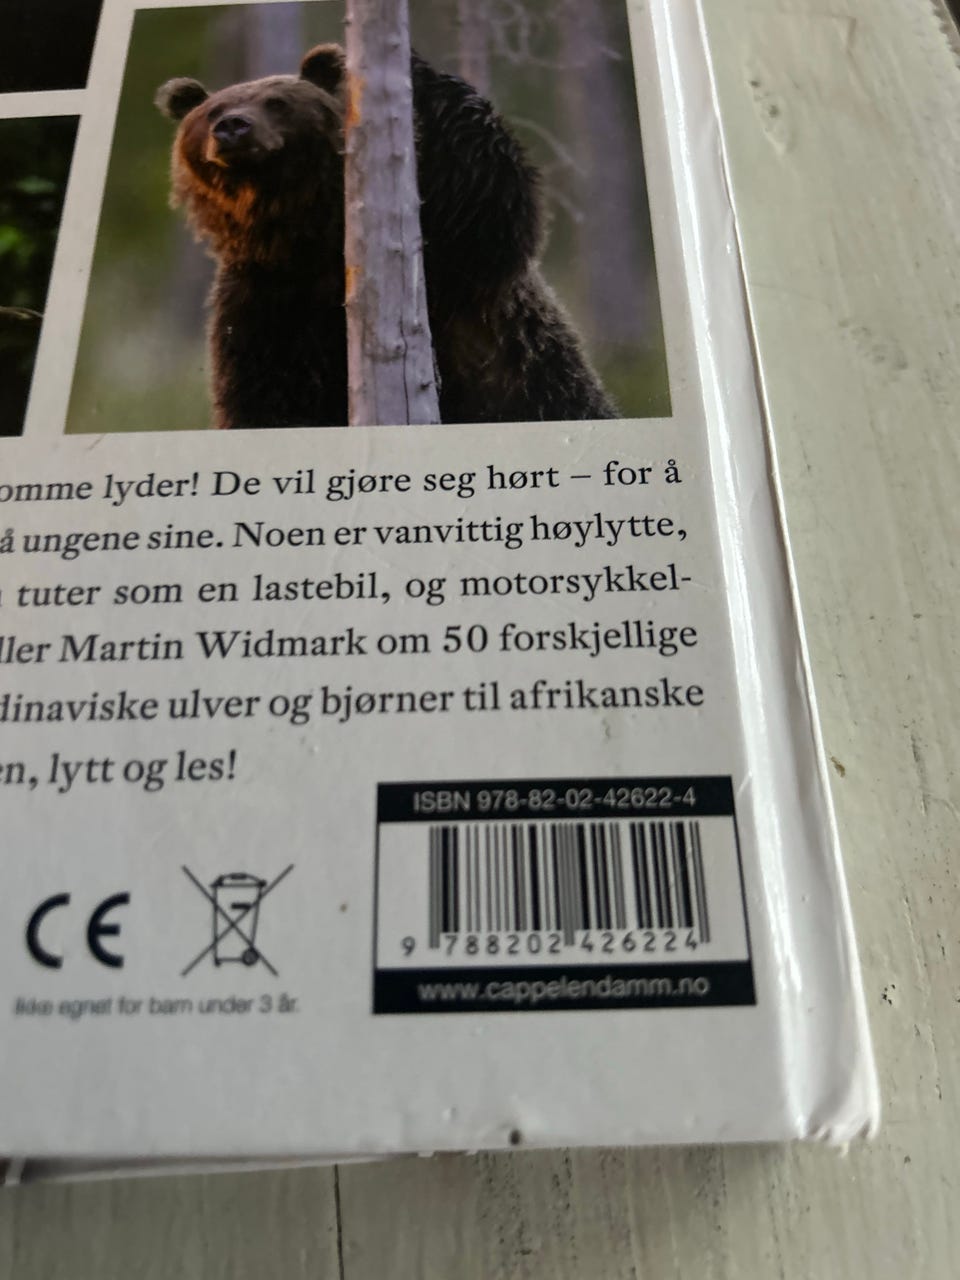 omme lyder! De vil gjøre seg hørt – for å
å ungene sine. Noen er vanvittig høylytte,
tuter som en lastebil, og motorsykkel-
ller Martin Widmark om 50 forskjellige
dinaviske ulver og bjørner til afrikanske
en, lytt og les!
ISBN 978-82-02-42622-4
9 788202 426224
www.cappelendamm.no
CE
Ikke egnet for barn under 3 år.